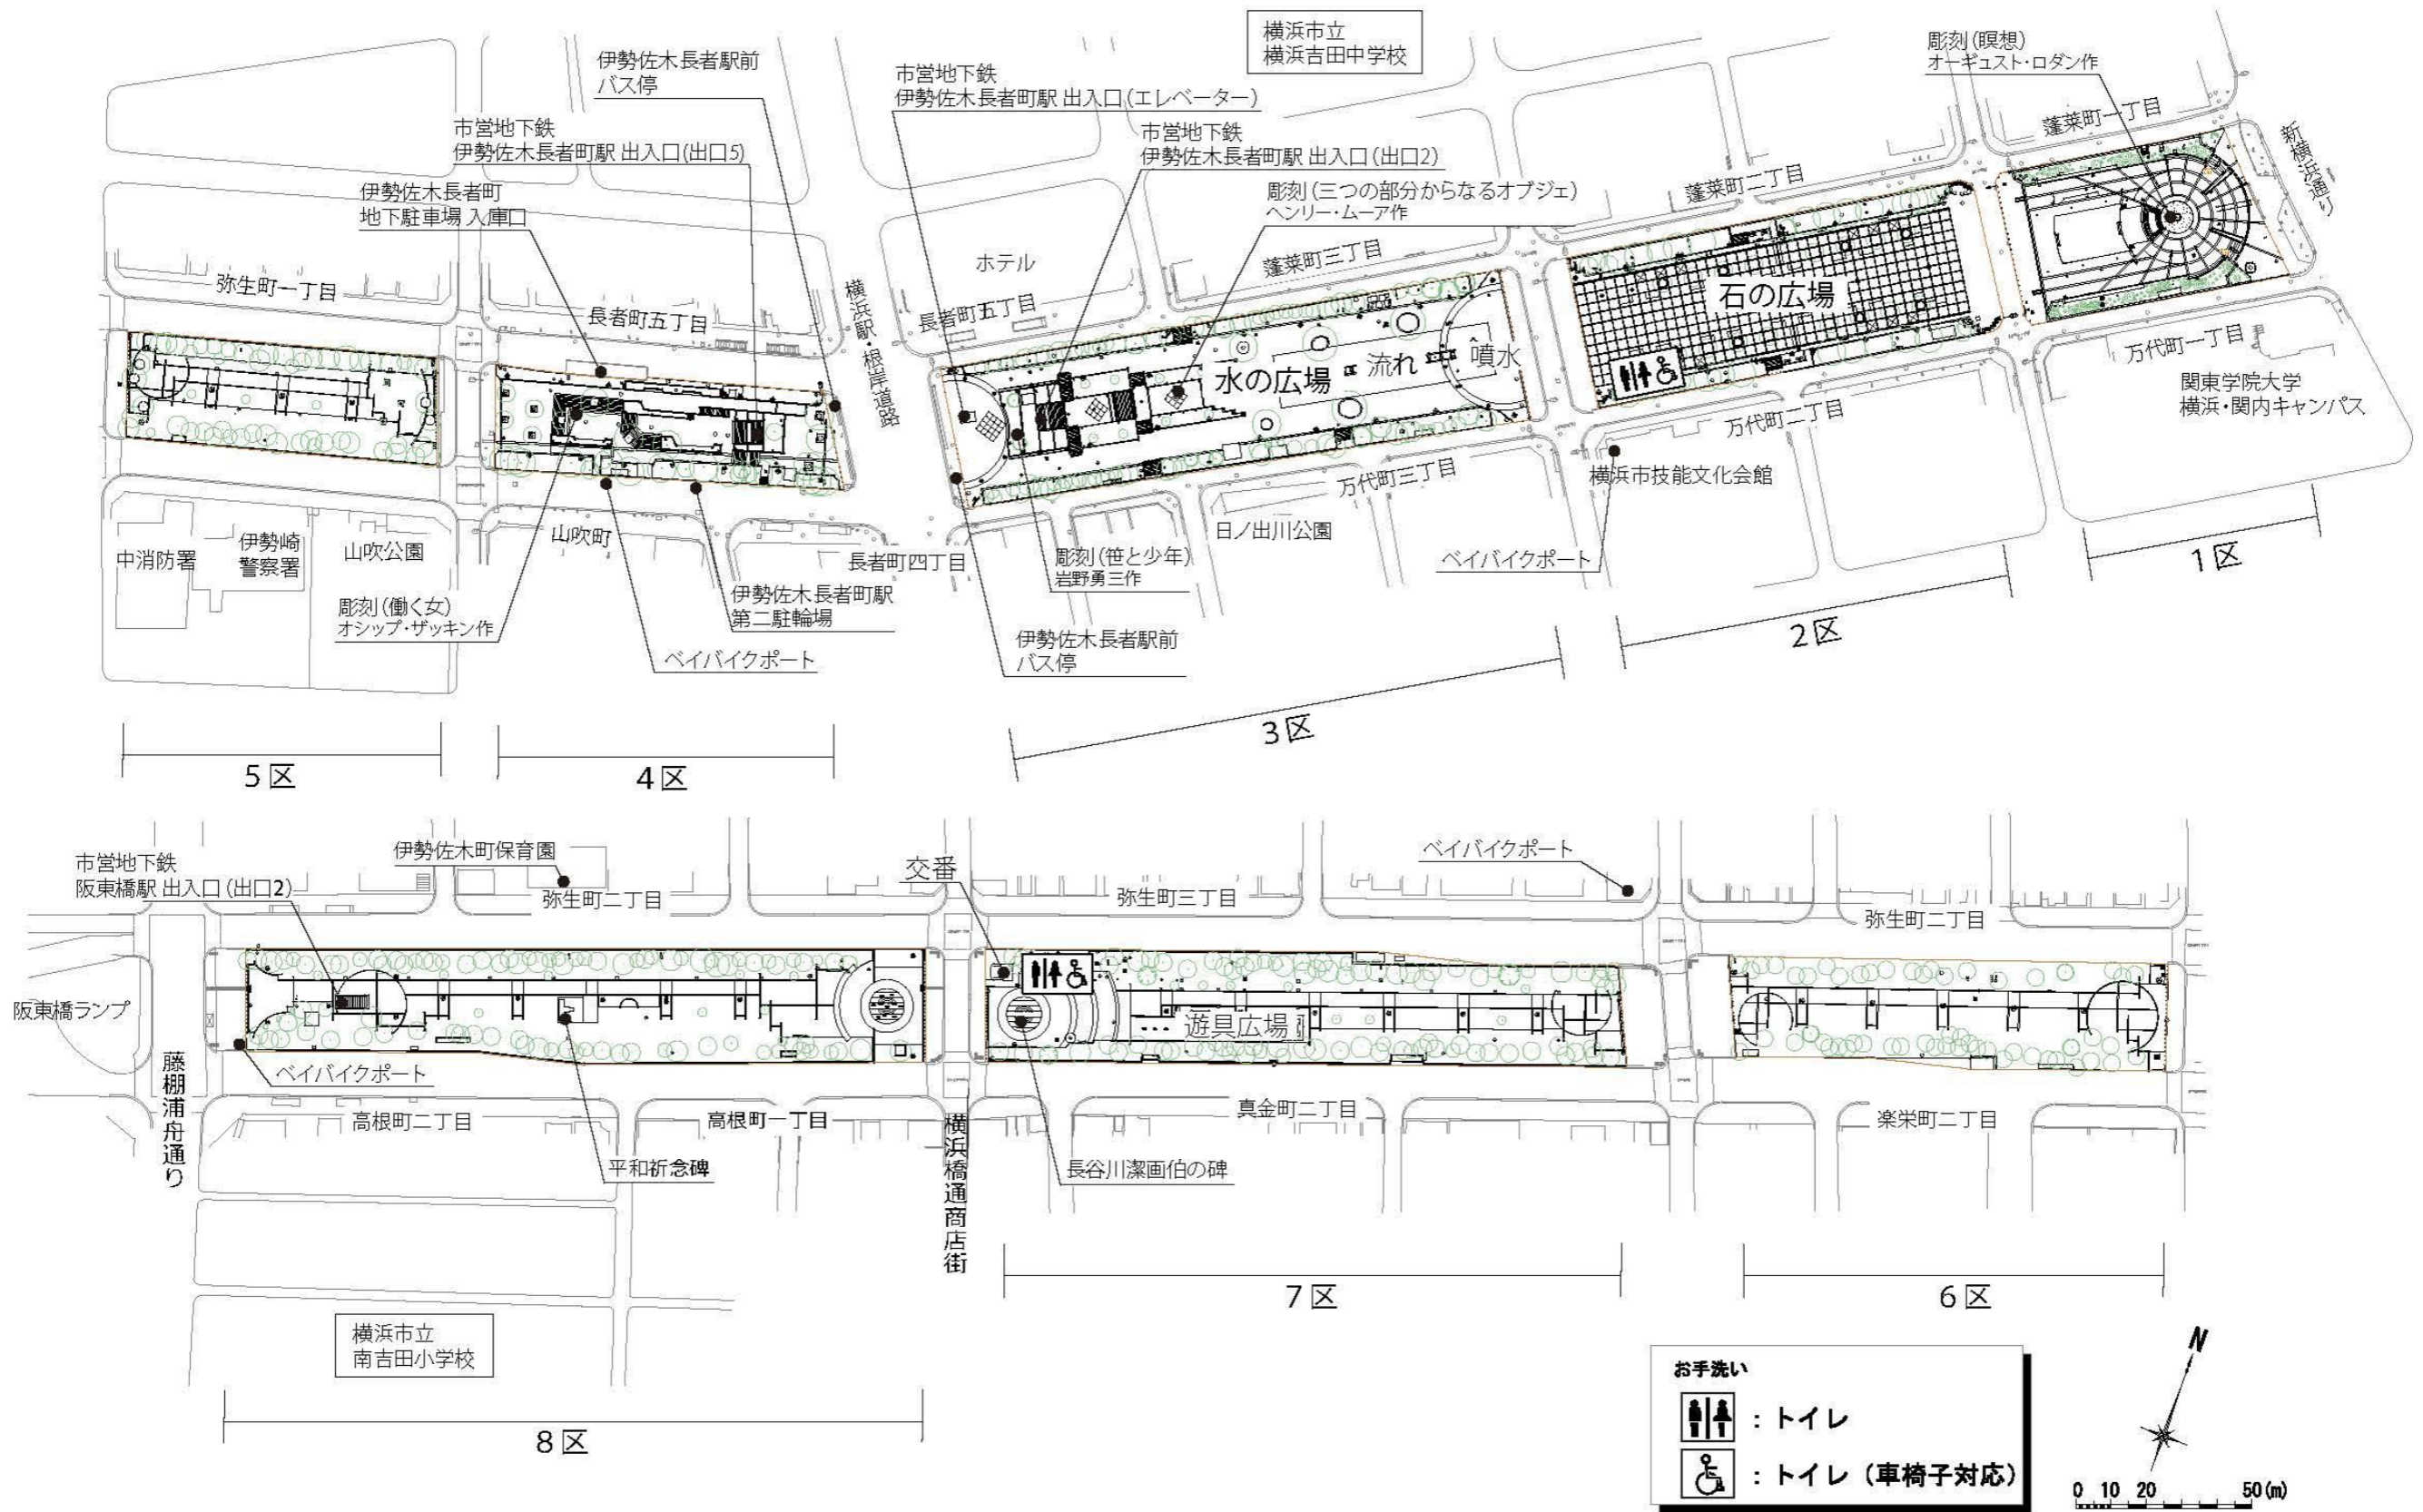 横浜市立
横浜吉田中学校
彫刻(瞑想)
オーギュスト・ロダン作
伊勢佐木長者駅前
バス停
市営地下鉄
伊勢佐木長者町駅 出入口(エレベーター)
市営地下鉄
伊勢佐木長者町駅 出入口(出口5)
市営地下鉄
伊勢佐木長者町駅 出入口(出口2)
伊勢佐木長者町
地下駐車場 入庫口
彫刻(三つの部分からなるオブジェ)
ヘンリー・ムーア作
蓬莱町一丁目
新横浜通り
蓬莱町二丁目
蓬莱町三丁目
ホテル
長者町五丁目
弥生町一丁目
長者町五丁目
横浜駅・根岸道路
石の広場
水の広場
流れ
噴水
万代町一丁目
関東学院大学
横浜・関内キャンパス
万代町二丁目
万代町三丁目
横浜市技能文化会館
ベイバイクポート
日ノ出川公園
中消防署
伊勢崎
警察署
山吹公園
山吹町
長者町四丁目
彫刻(笹と少年)
岩野勇三作
彫刻(働く女)
オシップ・ザッキン作
伊勢佐木長者町駅
第二駐輪場
ベイバイクポート
伊勢佐木長者駅前
バス停
1区
2区
3区
4区
5区
市営地下鉄
阪東橋駅 出入口(出口2)
伊勢佐木町保育園
弥生町二丁目
交番
弥生町三丁目
ベイバイクポート
弥生町二丁目
阪東橋ランプ
藤棚浦舟通り
ベイバイクポート
遊具広場
高根町二丁目
高根町一丁目
横浜橋通商店街
真金町二丁目
楽栄町二丁目
平和祈念碑
長谷川潔画伯の碑
7区
6区
横浜市立
南吉田小学校
8区
お手洗い
:トイレ
:トイレ(車椅子対応)
N
0 10 20 50(m)